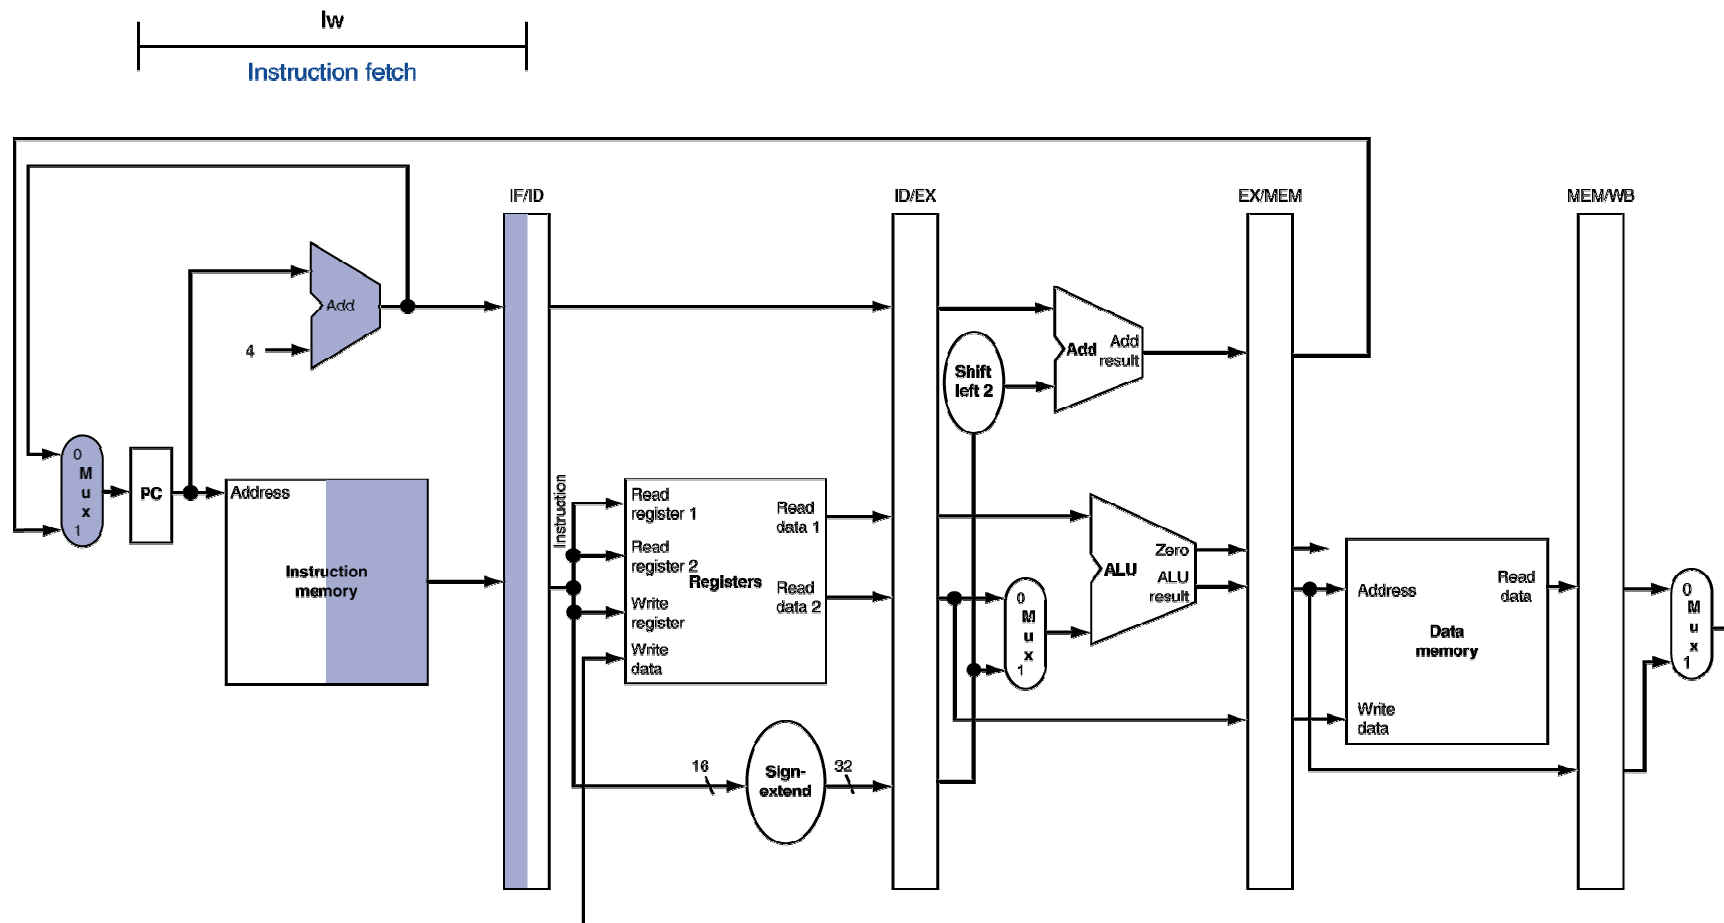 lw
Instruction fetch
IF/ID
ID/EX
EX/MEM
MEM/WB
Add
4
Add
Add
result
Shift
left 2
0
M
u
x
1
PC
Address
Instruction
memory
Instruction
Read
register 1
Read
register 2
Write
register
Write
data
Registers
Read
data 1
Read
data 2
16
Sign-
extend
32
0
M
u
x
1
Zero
ALU
ALU
result
Address
Read
data
Data
memory
Write
data
0
M
u
x
1